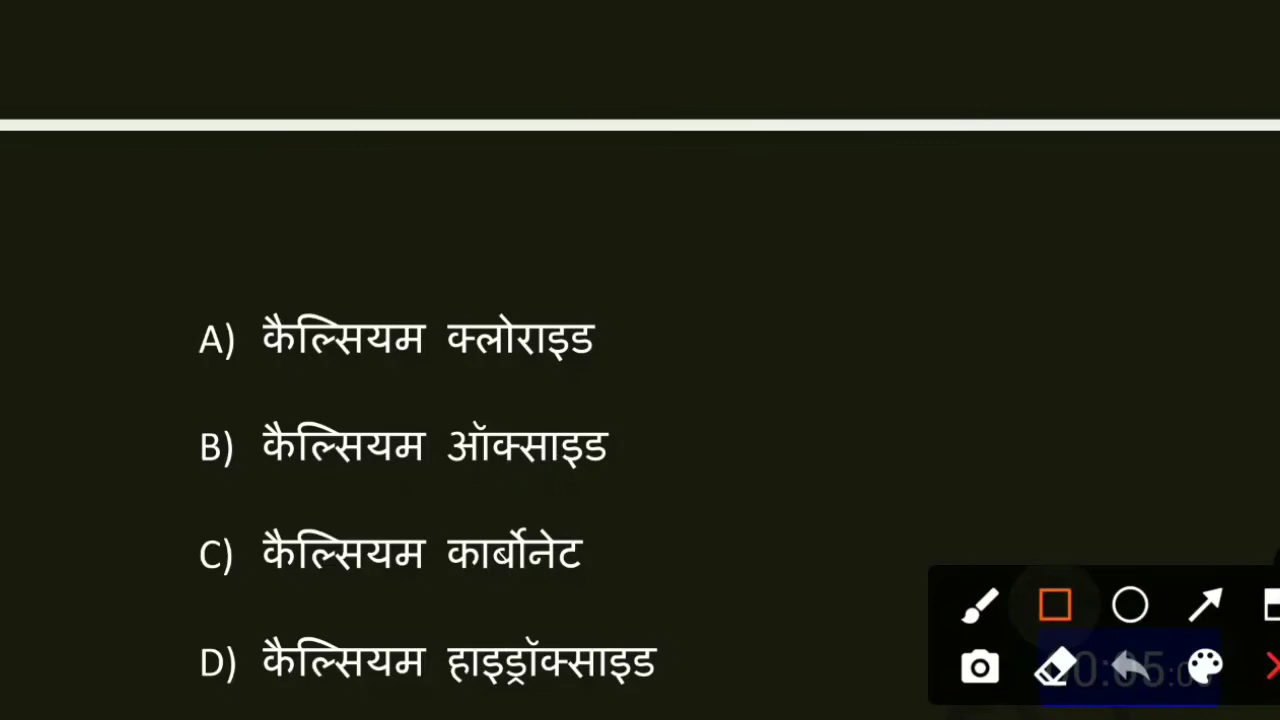 A) कैल्सियम क्लोराइड
B) कैल्सियम ऑक्साइड
C) कैल्सियम कार्बोनेट
D) कैल्सियम हाइड्रॉक्साइड